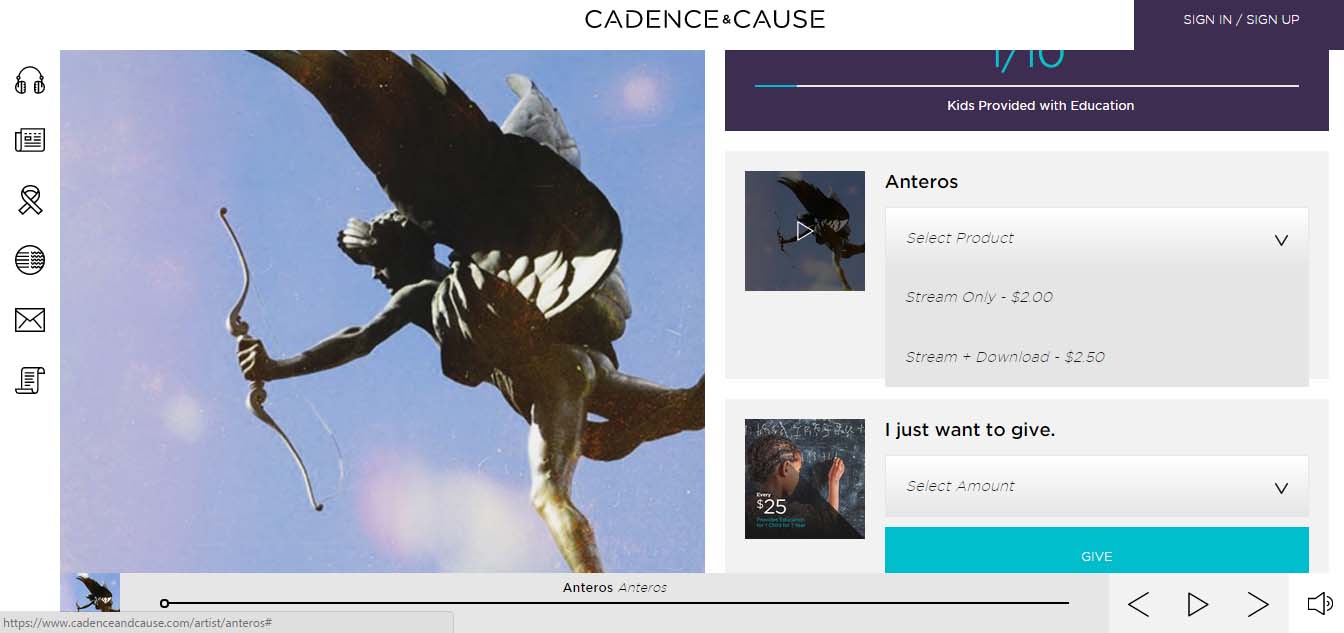 CADENCE&CAUSE
SIGN IN / SIGN UP
1/10
Kids Provided with Education
Anteros
Select Product
Stream Only - $2.00
Stream + Download - $2.50
I just want to give.
Select Amount
Every
$25
Provides Education
for 1 Child for 1 Year
GIVE
Anteros Anteros
https://www.cadenceandcause.com/artist/anteros#